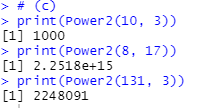 > # (c)
> print(Power2(10, 3))
[1] 1000
> print(Power2(8, 17))
[1] 2.2518e+15
> print(Power2(131, 3))
[1] 2248091